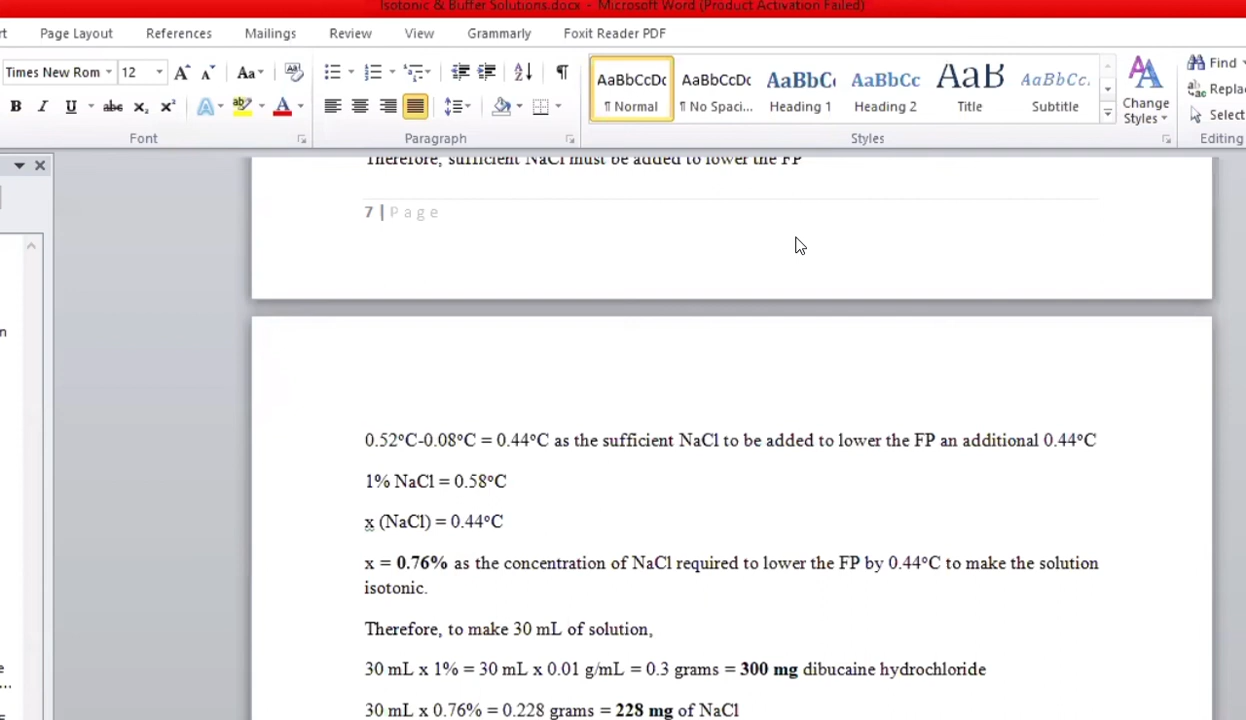 Isotonic & Buffer Solutions.docx - Microsoft Word (Product Activation Failed)
Page Layout References Mailings Review View Grammarly Foxit Reader PDF
Times New Rom 12 Aa AaBbCcDc AaBbCcDc AaBbC AaBbCc AaB AaBbCc. Find
¶ Normal ¶ No Spaci... Heading 1 Heading 2 Title Subtitle Change Styles Select
B I U abc x₂ x² ab A
Font Paragraph Styles Editing
Therefore, sufficient NaCl must be added to lower the FP
7 | Page
0.52°C-0.08°C = 0.44°C as the sufficient NaCl to be added to lower the FP an additional 0.44°C
1% NaCl = 0.58°C
x (NaCl) = 0.44°C
x = 0.76% as the concentration of NaCl required to lower the FP by 0.44°C to make the solution
isotonic.
Therefore, to make 30 mL of solution,
30 mL x 1% = 30 mL x 0.01 g/mL = 0.3 grams = 300 mg dibucaine hydrochloride
30 mL x 0.76% = 0.228 grams = 228 mg of NaCl